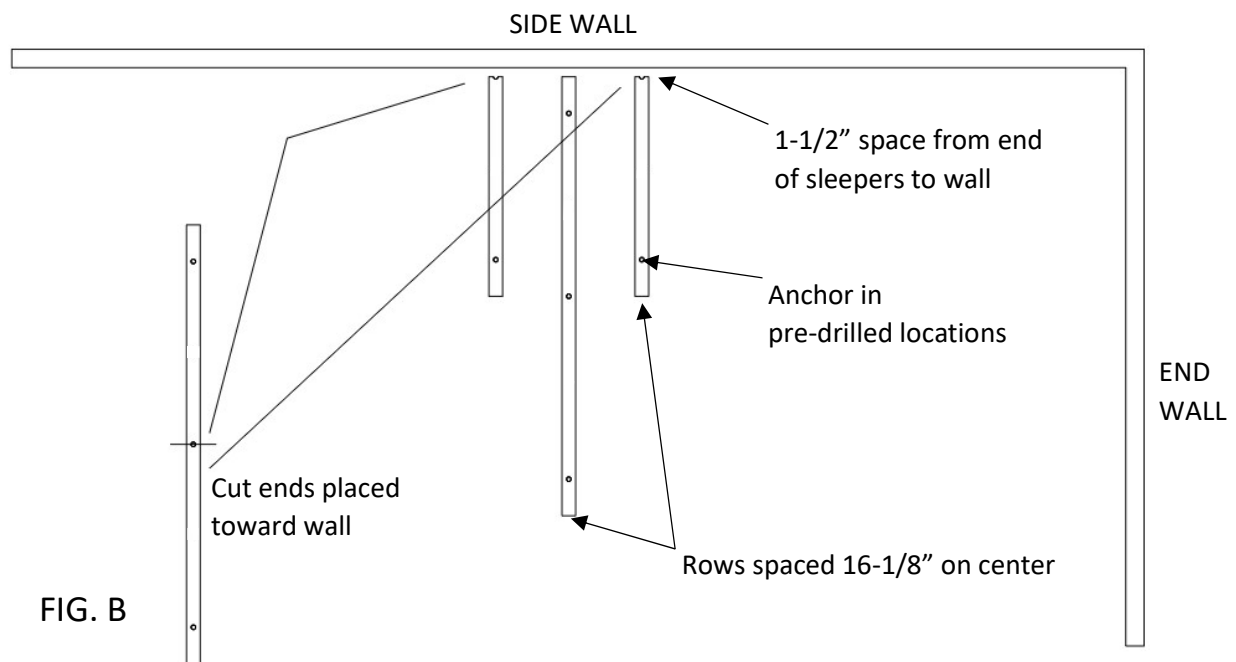 SIDE WALL
1-1/2” space from end
of sleepers to wall
Anchor in
pre-drilled locations
END
WALL
Cut ends placed
toward wall
Rows spaced 16-1/8” on center
FIG. B